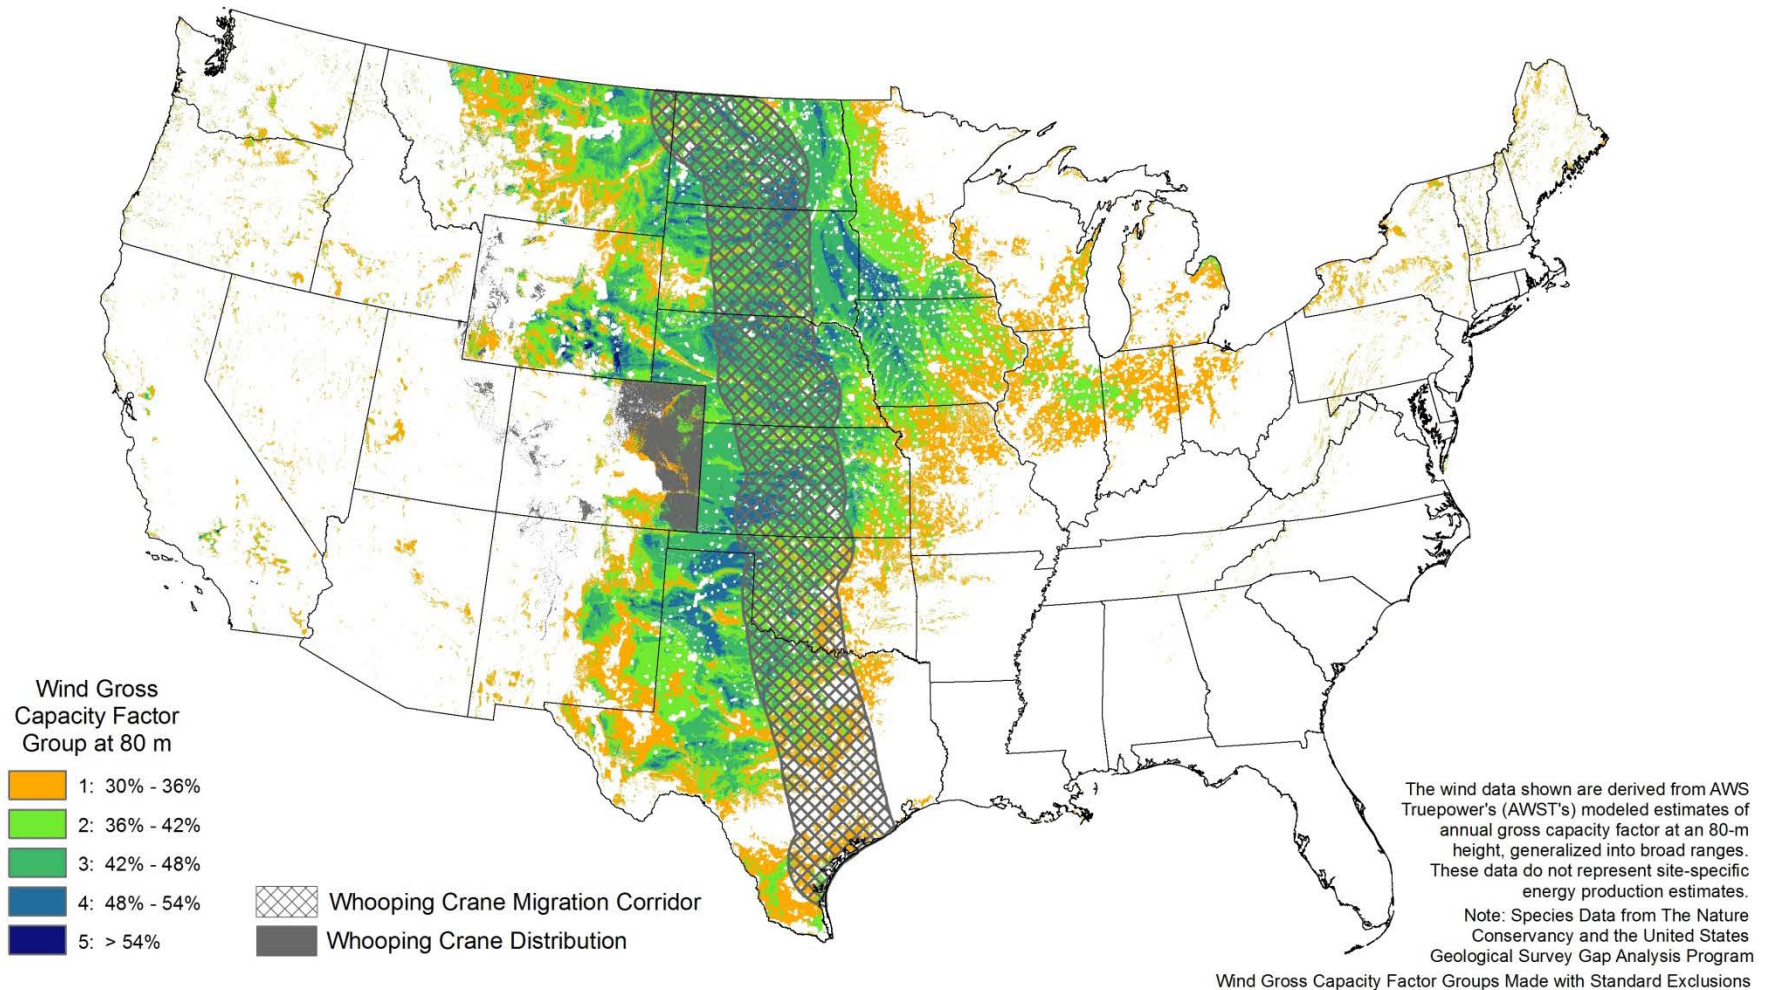 Wind Gross
Capacity Factor
Group at 80 m
1: 30% - 36%
2: 36% - 42%
3: 42% - 48%
4: 48% - 54%
5: > 54%
Whooping Crane Migration Corridor
Whooping Crane Distribution
The wind data shown are derived from AWS
Truepower's (AWST's) modeled estimates of
annual gross capacity factor at an 80-m
height, generalized into broad ranges.
These data do not represent site-specific
energy production estimates.
Note: Species Data from The Nature
Conservancy and the United States
Geological Survey Gap Analysis Program
Wind Gross Capacity Factor Groups Made with Standard Exclusions